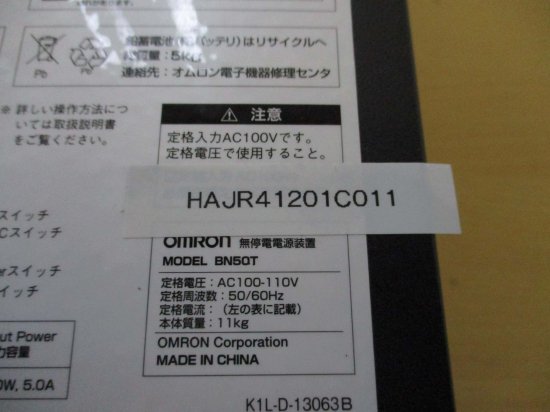 Pb
Pb
鉛蓄電池(バッテリ)はリサイクルへ
総質量：5Kg
連絡先：オムロン電子機器修理センタ
※ 詳しい操作方法につ
いては取扱説明書
をご覧ください。
注意
定格入力AC100Vです。
定格電圧で使用すること。
HAJR41201C011
スイッチ
Cスイッチ
erスイッチ
スイッチ
OMRON 無停電電源装置
MODEL BN50T
定格電圧：AC100-110V
定格周波数：50/60Hz
定格電流：(左の表に記載)
本体質量：11kg
OMRON Corporation
MADE IN CHINA
ut Power
力容量
0W, 5.0A
K1L-D-13063B